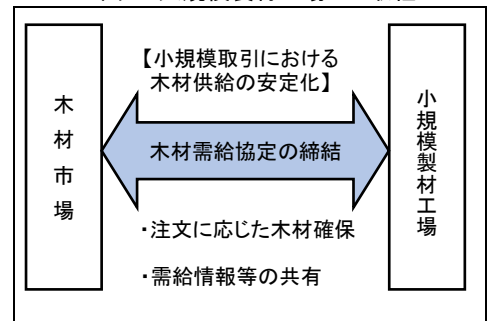 【小規模取引における
木材供給の安定化】
木材市場
木材需給協定の締結
小規模製材工場
・注文に応じた木材確保
・需給情報等の共有